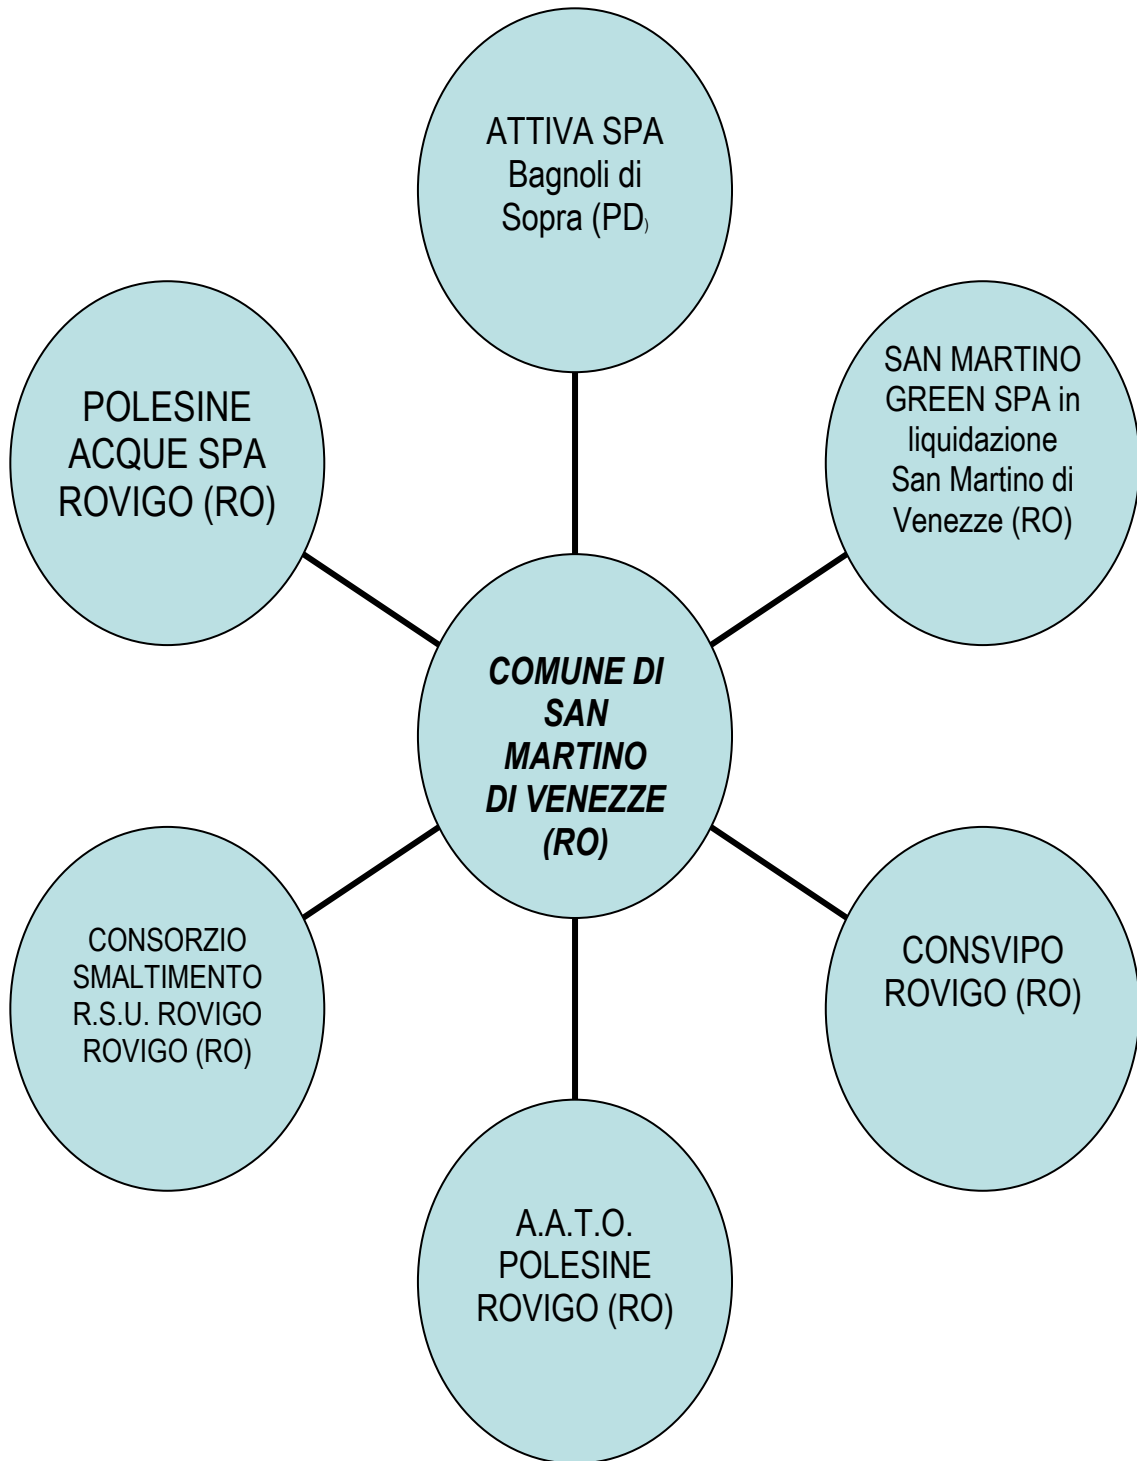 ATTIVA SPA
Bagnoli di
Sopra (PD)
POLESINE
ACQUE SPA
ROVIGO (RO)
SAN MARTINO
GREEN SPA in
liquidazione
San Martino di
Venezze (RO)
COMUNE DI
SAN
MARTINO
DI VENEZZE
(RO)
CONSORZIO
SMALTIMENTO
R.S.U. ROVIGO
ROVIGO (RO)
CONSVIPO
ROVIGO (RO)
A.A.T.O.
POLESINE
ROVIGO (RO)